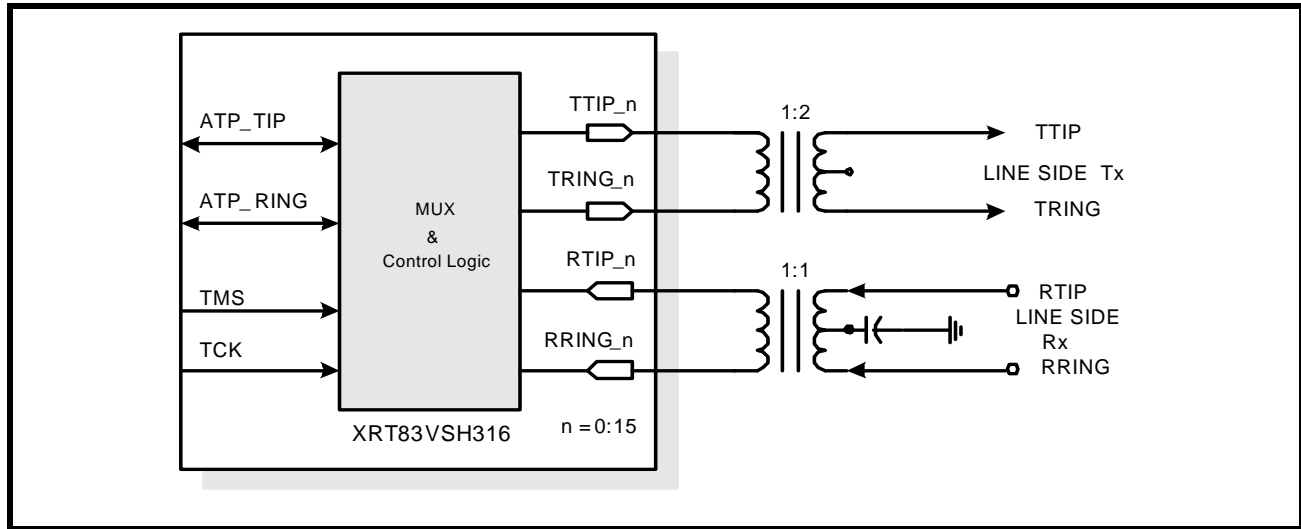 ATP_TIP
ATP_RING
TMS
TCK
MUX
&
Control Logic
XRT83VSH316
TTIP_n
TRING_n
RTIP_n
RRING_n
n = 0:15
1:2
TTIP
LINE SIDE Tx
TRING
1:1
RTIP
LINE SIDE
Rx
RRING